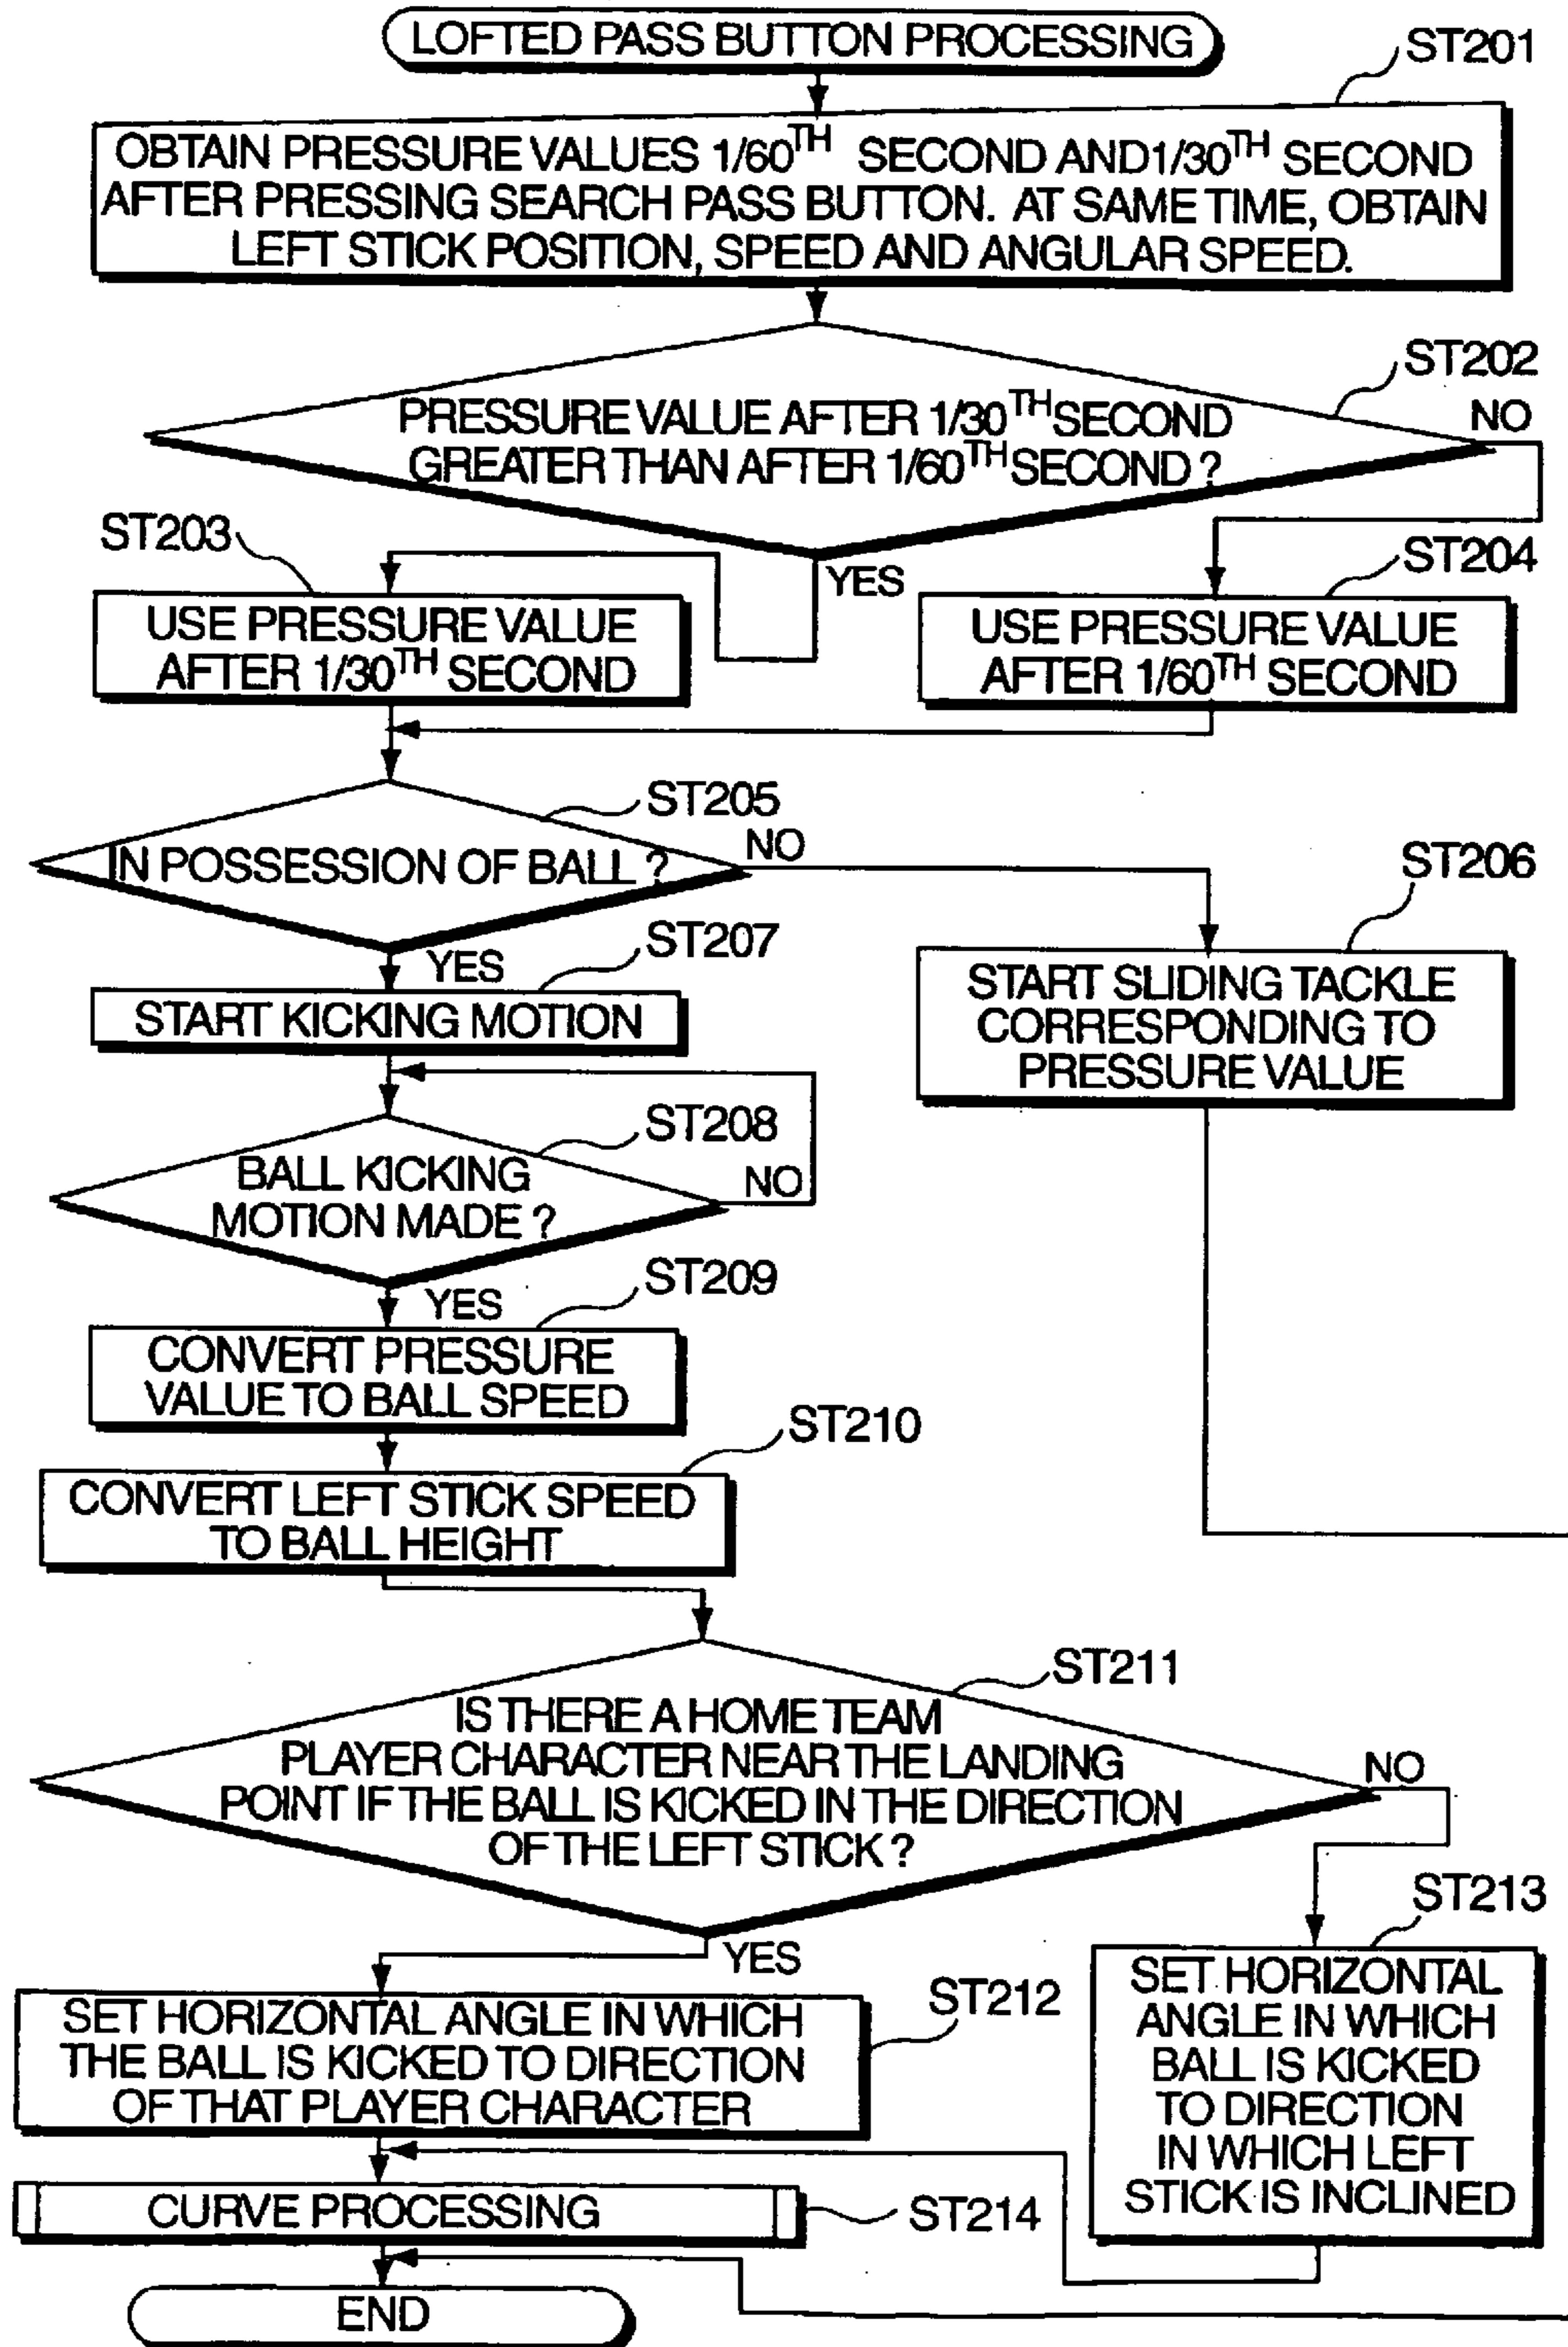 LOFTED PASS BUTTON PROCESSING
ST201
OBTAIN PRESSURE VALUES 1/60TH SECOND AND1/30TH SECOND
AFTER PRESSING SEARCH PASS BUTTON. AT SAME TIME, OBTAIN
LEFT STICK POSITION, SPEED AND ANGULAR SPEED.
ST202
PRESSURE VALUE AFTER 1/30TH SECOND
GREATER THAN AFTER 1/60TH SECOND ?
NO
YES
ST203
USE PRESSURE VALUE
AFTER 1/30TH SECOND
ST204
USE PRESSURE VALUE
AFTER 1/60TH SECOND
ST205
IN POSSESSION OF BALL ?
NO
YES
ST206
START SLIDING TACKLE
CORRESPONDING TO
PRESSURE VALUE
ST207
START KICKING MOTION
ST208
BALL KICKING
MOTION MADE ?
NO
YES
ST209
CONVERT PRESSURE
VALUE TO BALL SPEED
ST210
CONVERT LEFT STICK SPEED
TO BALL HEIGHT
ST211
IS THERE A HOME TEAM
PLAYER CHARACTER NEAR THE LANDING
POINT IF THE BALL IS KICKED IN THE DIRECTION
OF THE LEFT STICK ?
NO
YES
ST212
SET HORIZONTAL ANGLE IN WHICH
THE BALL IS KICKED TO DIRECTION
OF THAT PLAYER CHARACTER
ST213
SET HORIZONTAL
ANGLE IN WHICH
BALL IS KICKED
TO DIRECTION
IN WHICH LEFT
STICK IS INCLINED
CURVE PROCESSING
ST214
END